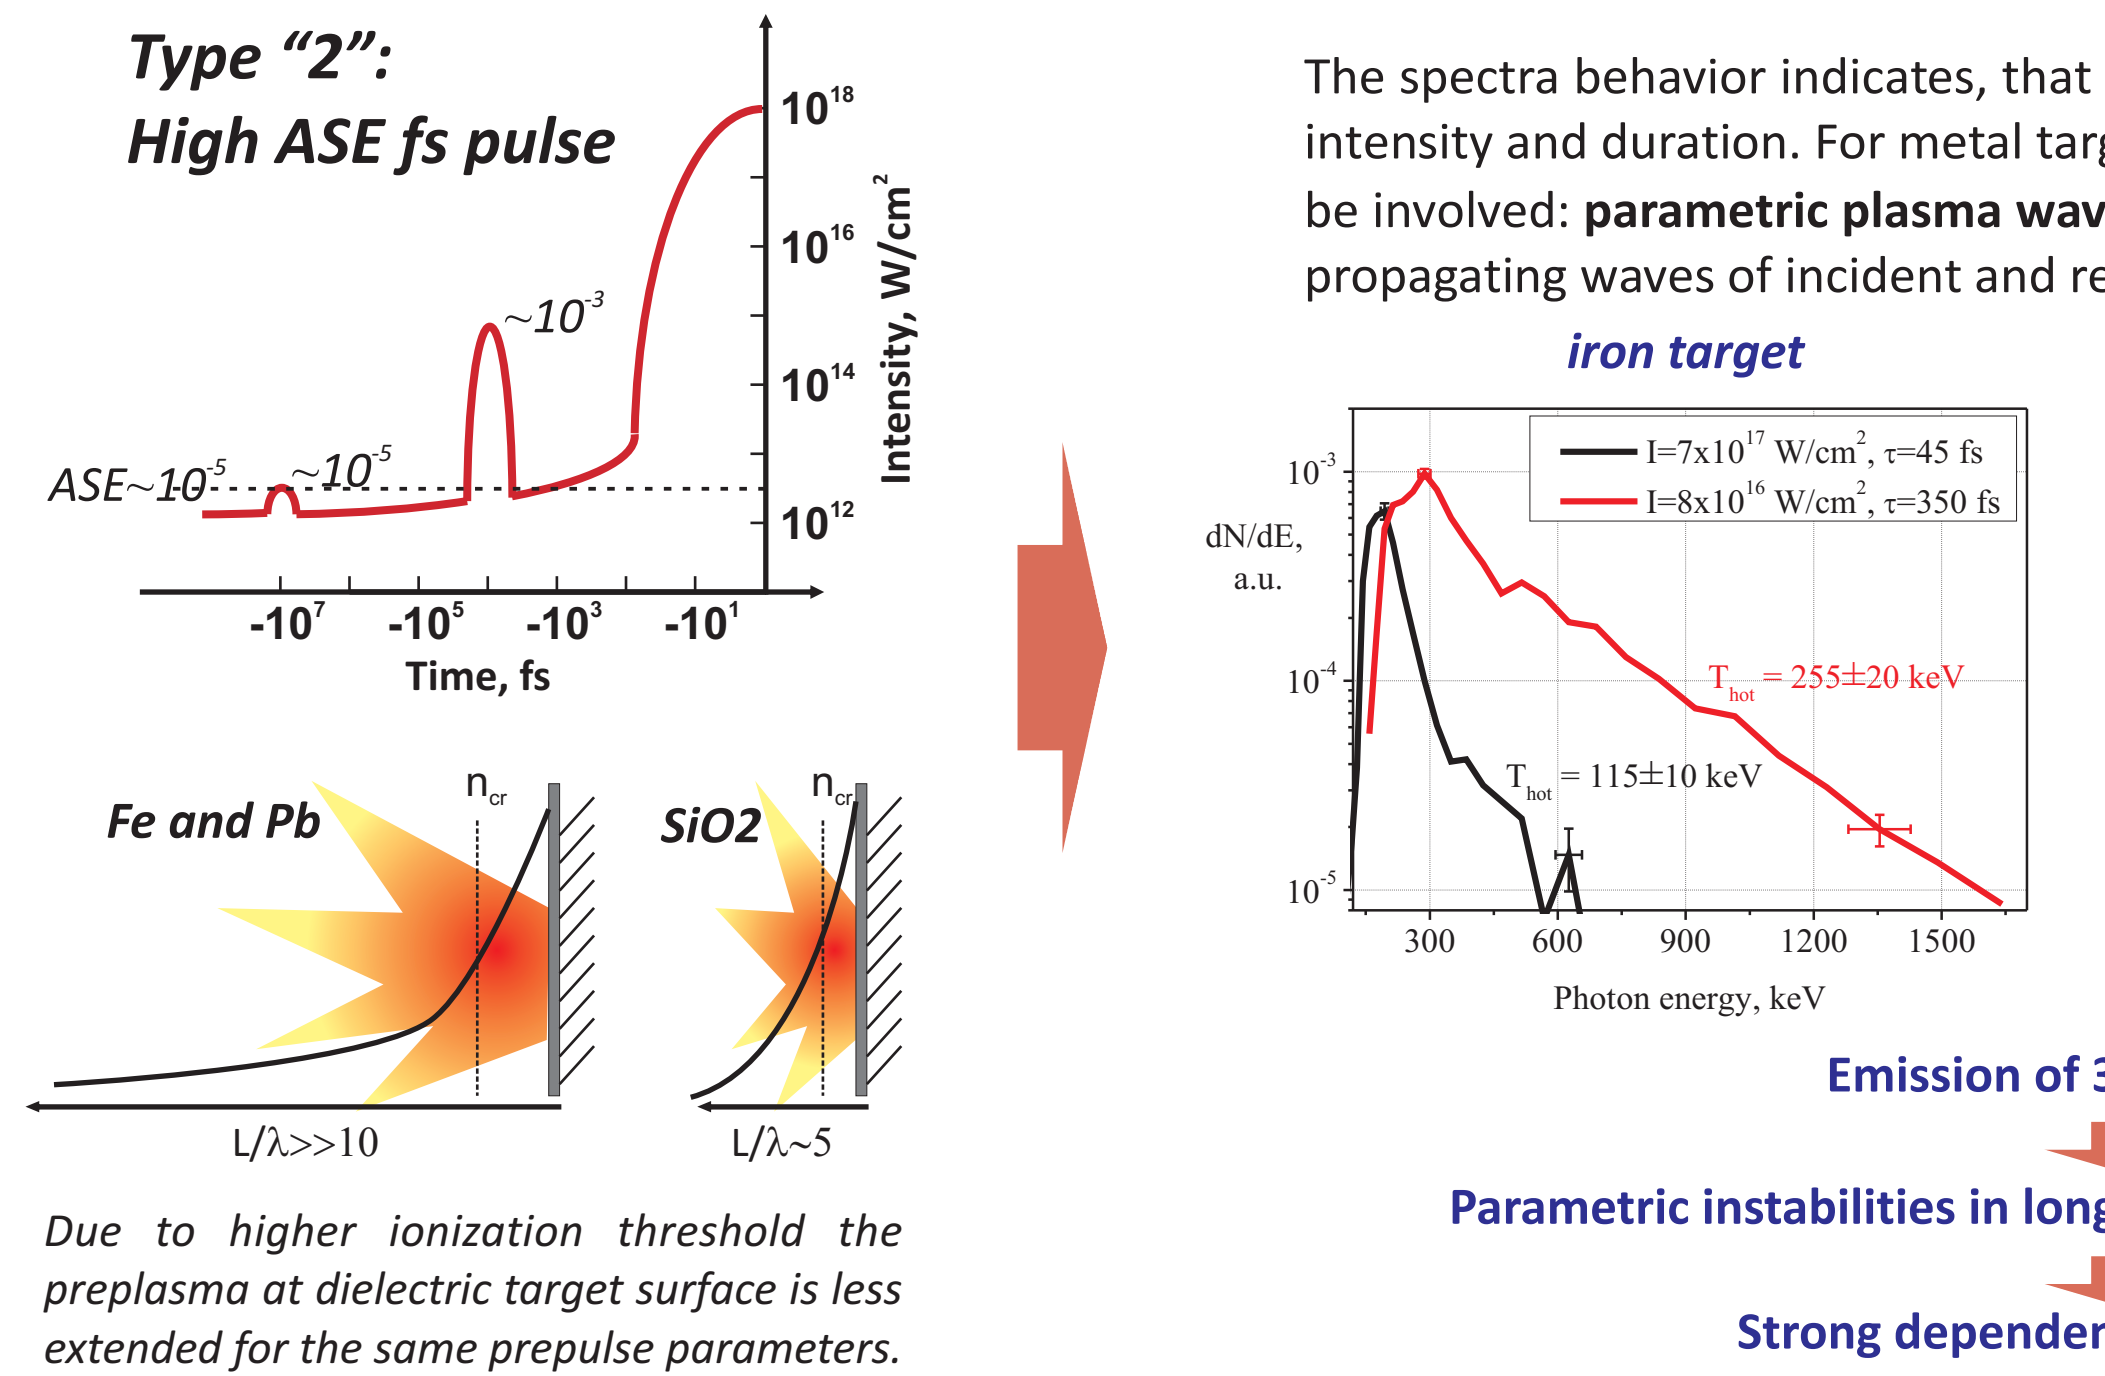 Type “2”:
High ASE fs pulse
10^18
10^16
10^14
10^12
Intensity, W/cm^2
~10^-3
ASE~10^-5
~10^-5
-10^7 -10^5 -10^3 -10^1
Time, fs
Fe and Pb
n_cr
SiO2
n_cr
L/λ>>10
L/λ~5
Due to higher ionization threshold the
preplasma at dielectric target surface is less
extended for the same prepulse parameters.
The spectra behavior indicates, that
intensity and duration. For metal targ
be involved: parametric plasma wav
propagating waves of incident and re
iron target
I=7x10^17 W/cm^2, τ=45 fs
I=8x10^16 W/cm^2, τ=350 fs
dN/dE,
a.u.
10^-3
10^-4
10^-5
T_hot = 255±20 keV
T_hot = 115±10 keV
300 600 900 1200 1500
Photon energy, keV
Emission of 3
Parametric instabilities in long
Strong depender